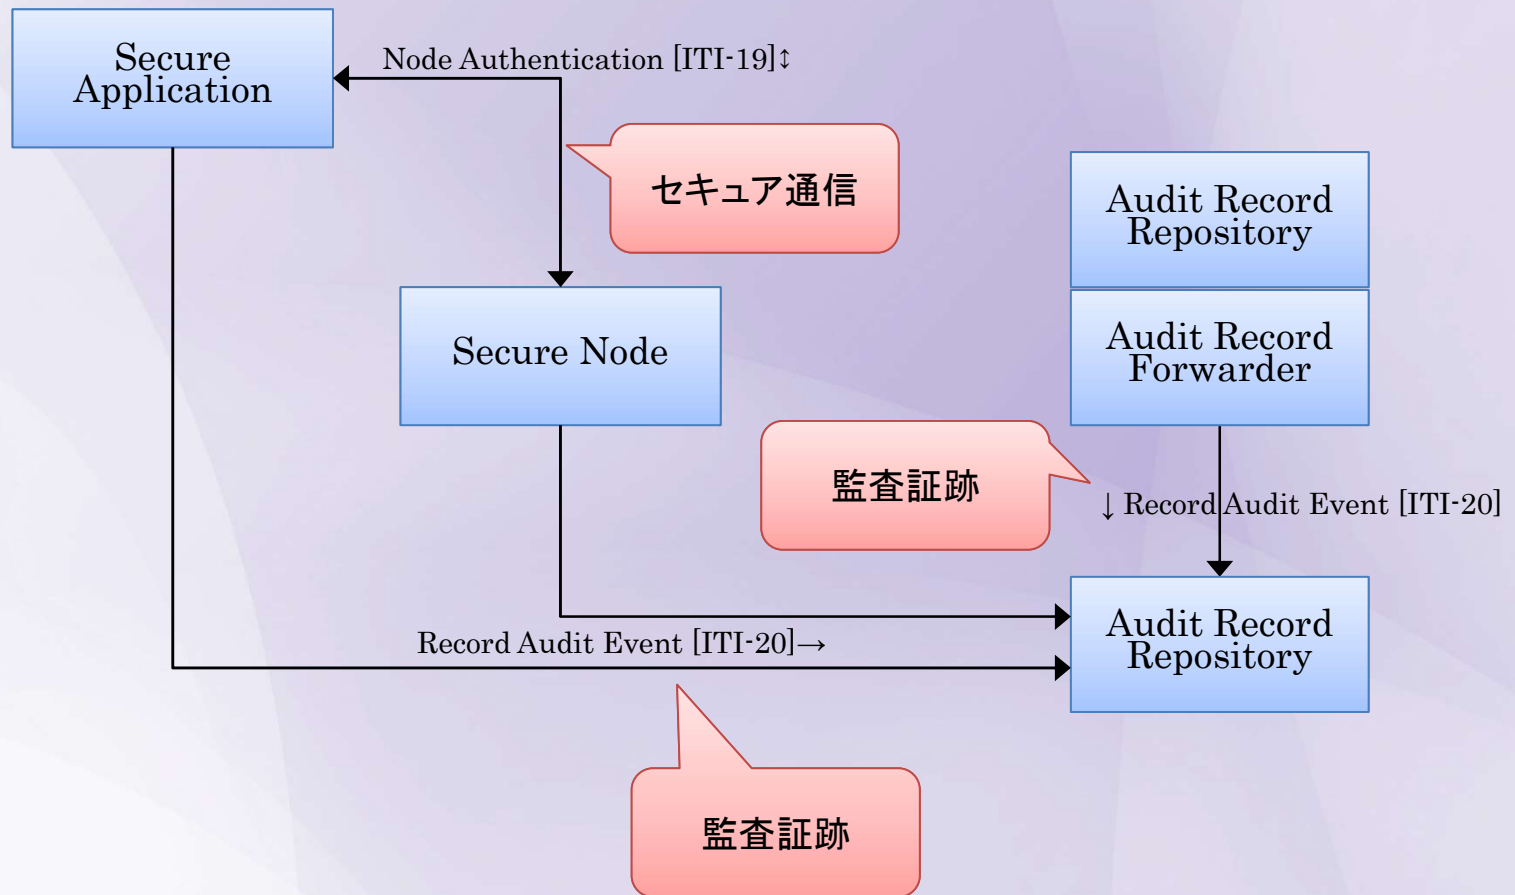 Secure
Application
Node Authentication [ITI-19]↕
セキュア通信
Audit Record
Repository
Secure Node
Audit Record
Forwarder
監査証跡
↓ Record Audit Event [ITI-20]
Audit Record
Repository
Record Audit Event [ITI-20]→
監査証跡